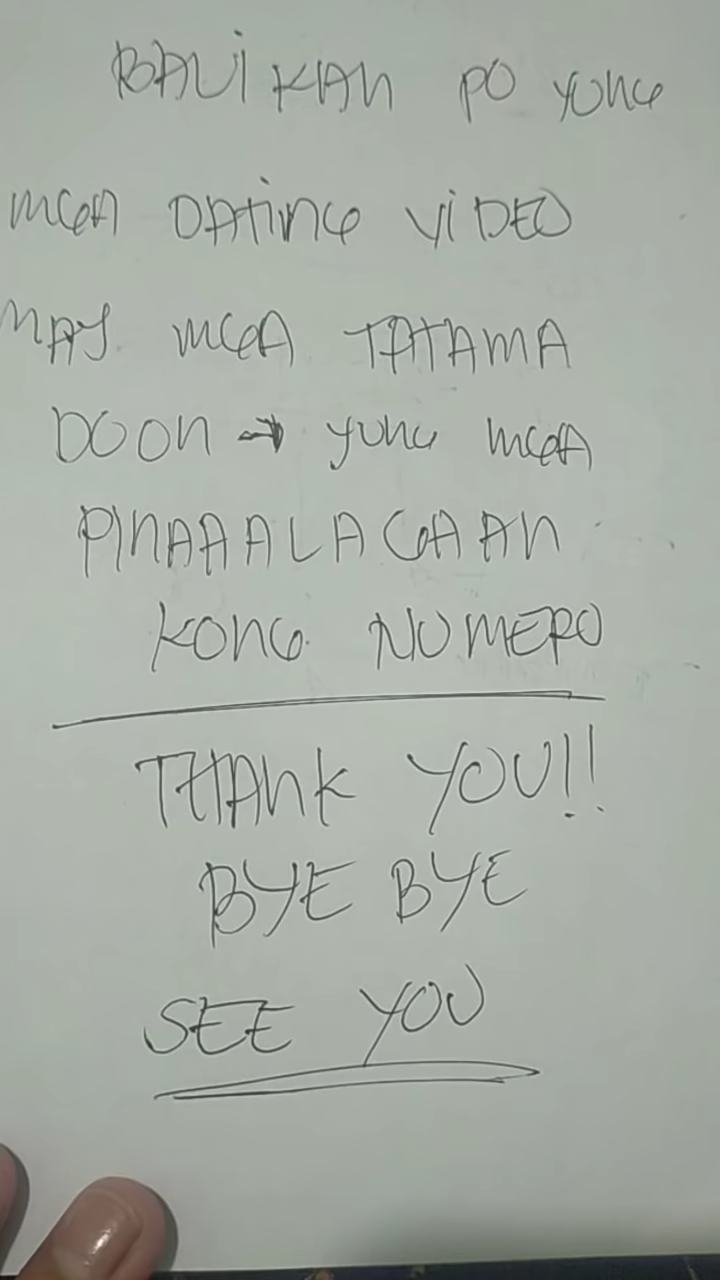 BALIKAN PO YUNG
MGA DATING VIDEO
MAY MGA TATAMA
DOON → YUNG MGA
PINAAALAGAAN
KONG NUMERO
THANK YOU!!
BYE BYE
SEE YOU